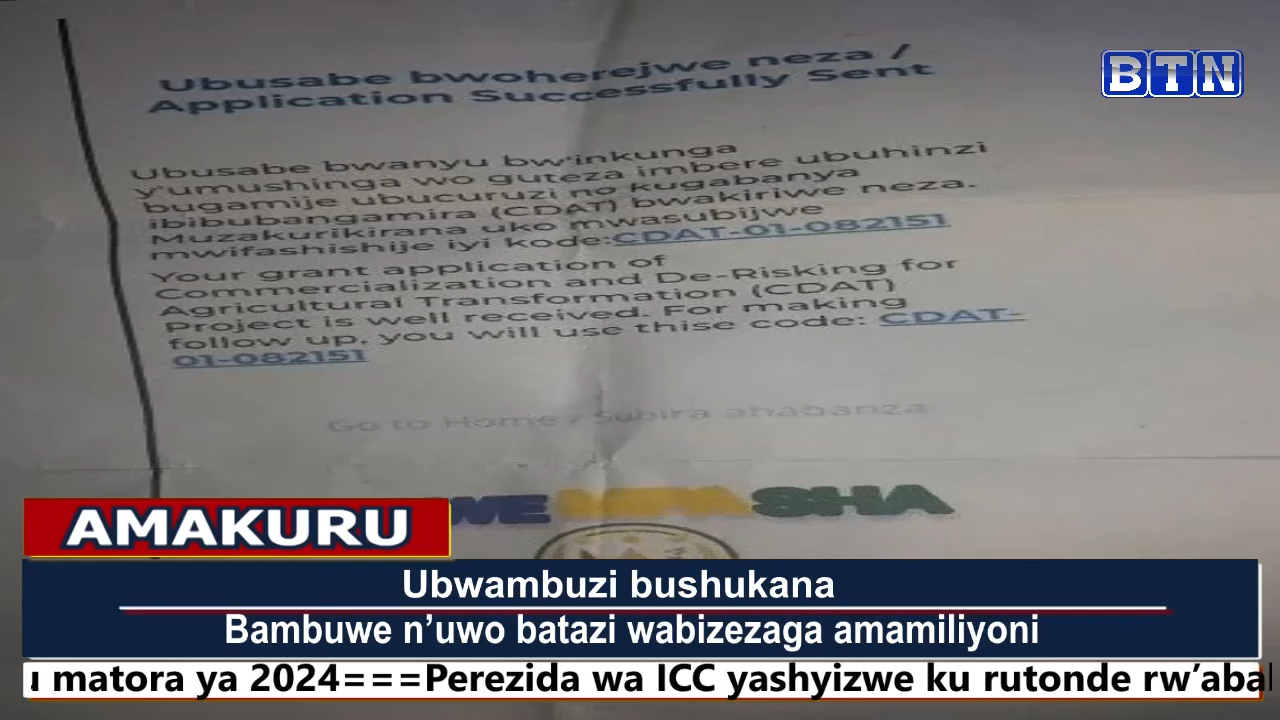 Ubusabe bwoherejwe neza /
Application Successfully Sent
BTN
Ubusabe bwanyu bw'inkunga
y'umushinga wo guteza imbere ubuhinzi
bugamije ubucuruzi no kugabanya
ibibubangamira (CDAT) bwakiriwe neza.
Muzakurikirana uko mwasubijwe
mwifashishije iyi kode:CDAT-01-082151
Your grant application of
Commercialization and De-Risking for
Agricultural Transformation (CDAT)
Project is well received. For making
follow up, you will use thise code: CDAT-
01-082151
Go to Home / Subira ahabanza
SHA
AMAKURU
Ubwambuzi bushukana
Bambuwe n'uwo batazi wabizezaga amamiliyoni
matora ya 2024===Perezida wa ICC yashyizwe ku rutonde rw'aba